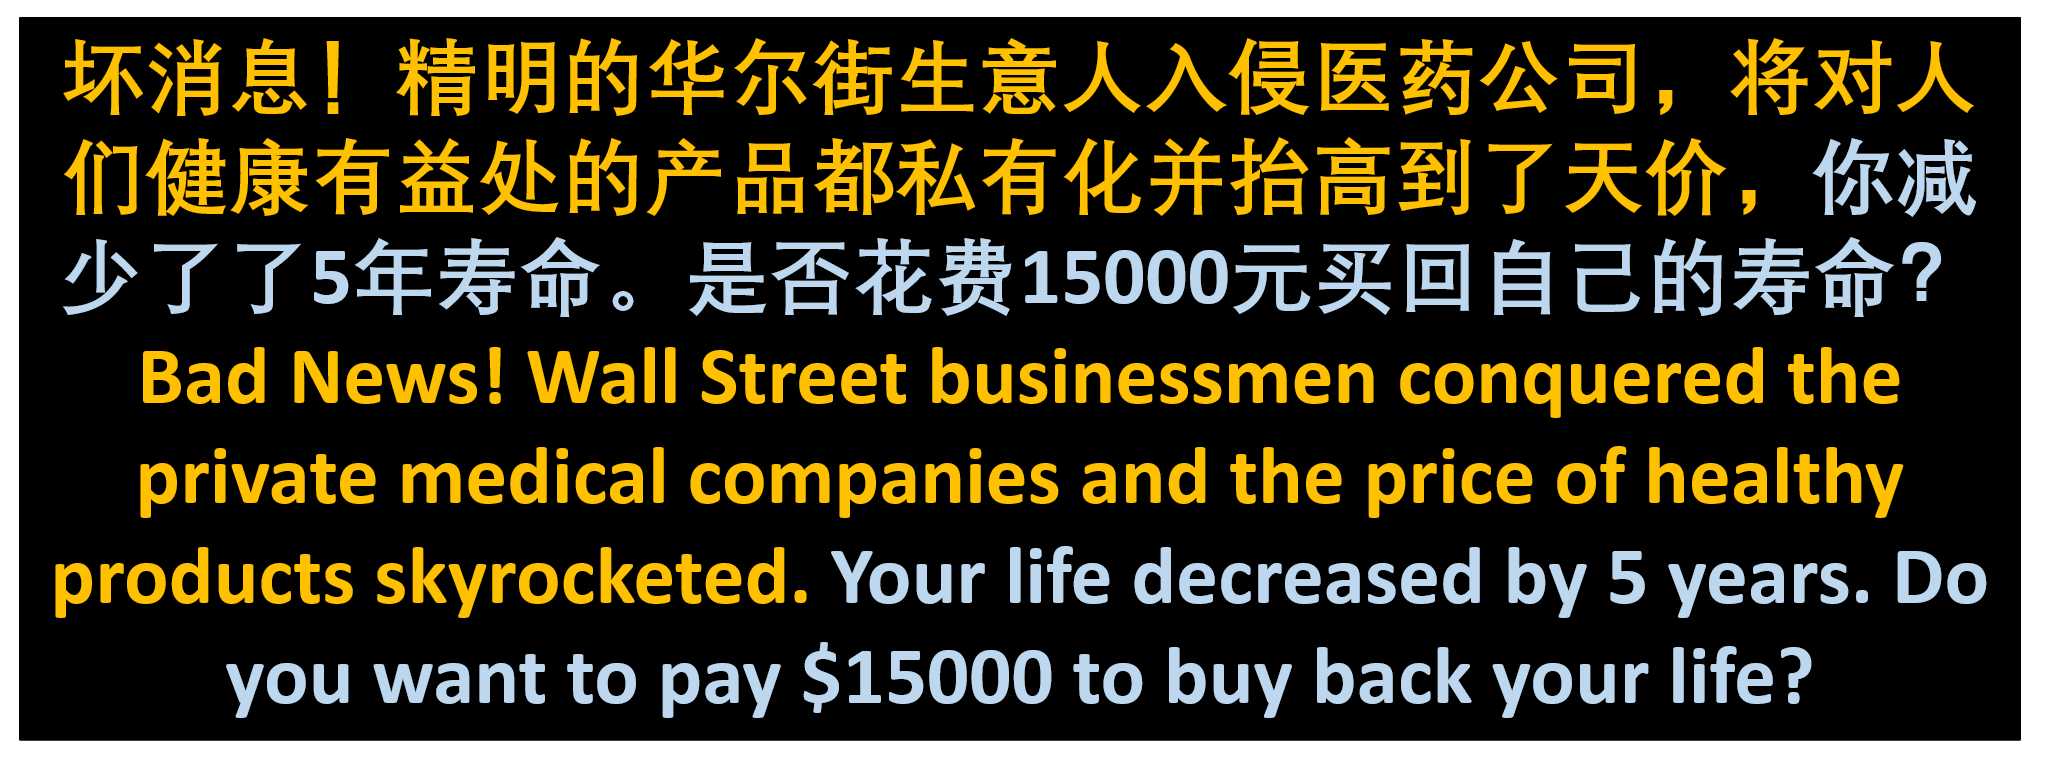 坏消息！精明的华尔街生意人入侵医药公司，将对人
们健康有益处的产品都私有化并抬高到了天价，你减
少了了5年寿命。是否花费15000元买回自己的寿命？
Bad News! Wall Street businessmen conquered the
private medical companies and the price of healthy
products skyrocketed. Your life decreased by 5 years. Do
you want to pay $15000 to buy back your life?